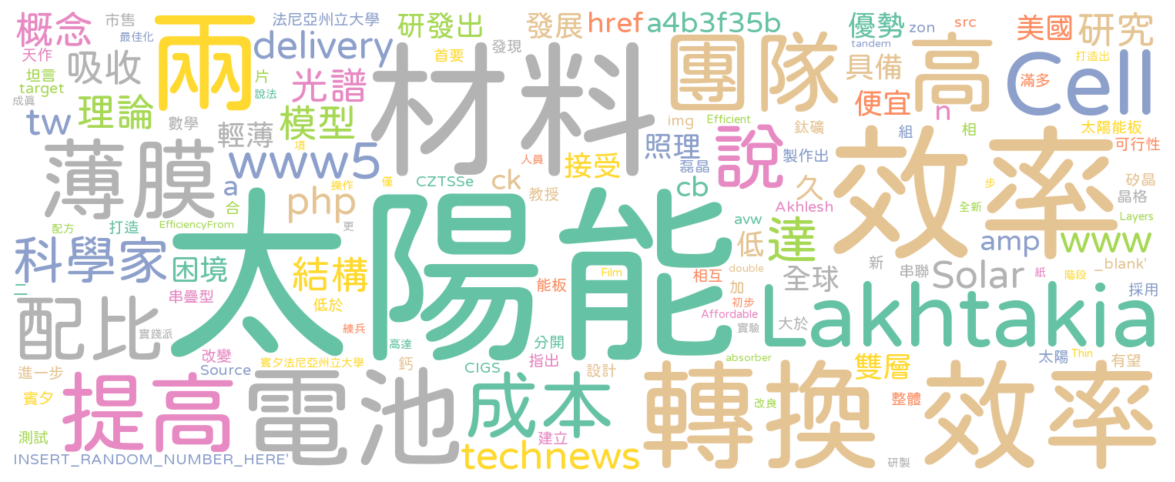 概念
天作
市售
最佳化
法尼亞州立大學
delivery
兩
研發出
首要
發現
發展
href
a4b3f35b
優勢
zon
tandem
src
美國
研究
坦言
target
成真
吸收
片
說法
光譜
材料
團隊
高
具備
Cell
打造出
滿多
理論
tw
數學
輕薄
模型
項
img
Efficient
鈦礦
便宜
n
組
相
太陽能板
可行性
薄膜
www5
a
合
操作
僅
CZTSSe
人員
接受
ck
教授
照理
cb
說
磊晶
製作出
久
Akhlesh
效率
步
全新
矽晶
晶格
Layers
配方
打造
EfficiencyFrom
php
更
太陽能
avw
低
達
amp
www
科學家
二
困境
串疊型
結構
低於
Film
能板
相互
double
加
全球
新
串聯
Solar
紙
階段
_blank'
採用
配比
實踐派
練兵
Affordable
初步
實驗
大於
Lakhtakia
改變
Source
賓夕法尼亞州立大學
高達
分開
指出
CIGS
設計
absorber
雙層
太陽
Thin
有望
進一步
賓夕
測試
提高
電池
鈣
成本
建立
轉換
改良
整體
效率
INSERT_RANDOM_NUMBER_HERE'
technews
研製